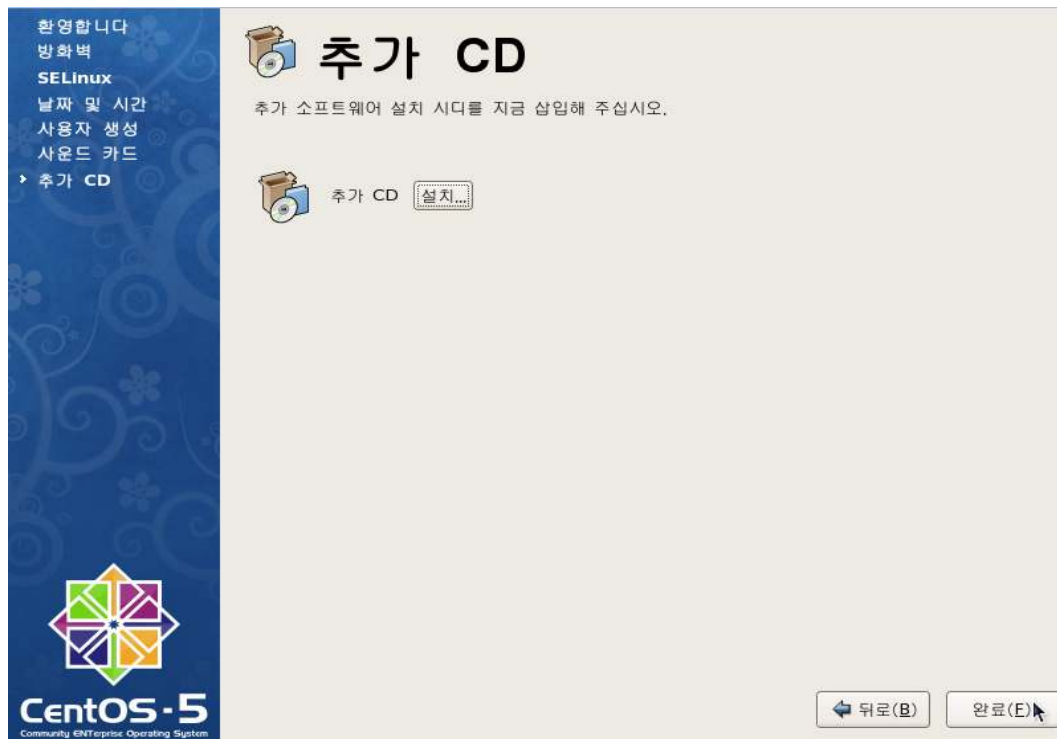 환영합니다
방화벽
SELinux
날짜 및 시간
사용자 생성
사운드 카드
추가 CD
추가 CD
추가 소프트웨어 설치 시디를 지금 삽입해 주십시오.
추가 CD 설치...
CentOS-5
Community ENTerprise Operating System
뒤로(B) 완료(F)